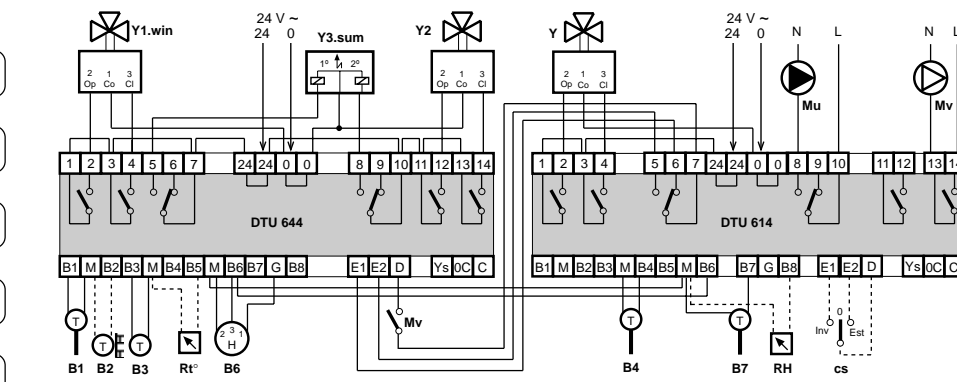 24 V ~ 24 V ~
Y1.win Y3.sum 24 0 Y2 Y 24 0 N L N L
1° 2°
2 1 3 2 1 3 2 1 3
Op Co Cl Op Co Cl Op Co Cl
Mu Mv
1 2 3 4 5 6 7 24 24 0 0 8 9 10 11 12 13 14 1 2 3 4 5 6 7 24 24 0 0 8 9 10 11 12 13 14
DTU 644 DTU 614
B1 M B2 B3 M B4 B5 M B6 B7 G B8 E1 E2 D Ys 0C C B1 M B2 B3 M B4 B5 M B6 B7 G B8 E1 E2 D Ys 0C C
T T T 2 3 1 H Mv T T 0
Inv Est
B1 B2 B3 Rt° B6 B4 B7 RH cs